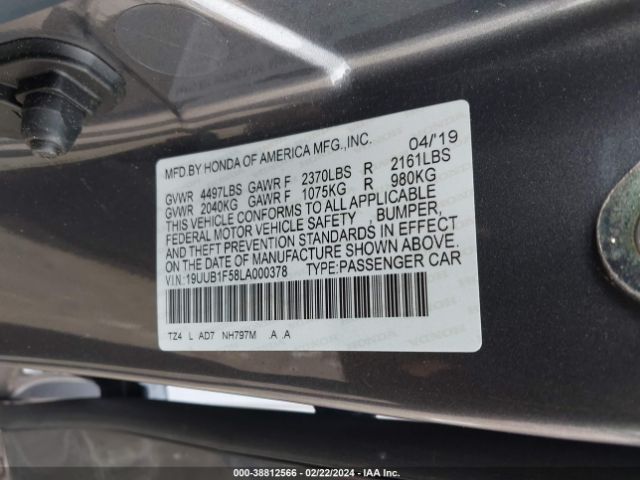 MFD.BY HONDA OF AMERICA MFG.,INC. 04/'19
GVWR 4497LBS GAWR F 2370LBS R 2161LBS
GVWR 2040KG GAWR F 1075KG R 980KG
THIS VEHICLE CONFORMS TO ALL APPLICABLE
FEDERAL MOTOR VEHICLE SAFETY , BUMPER,
AND THEFT PREVENTION STANDARDS IN EFFECT
ON THE DATE OF MANUFACTURE SHOWN ABOVE.
V.I.N: 19UUB1F58LA000378 TYPE:PASSENGER CAR
TZ4 L AD7 NH797M .A .A
000-38812566 - 02/22/2024 - IAA Inc.